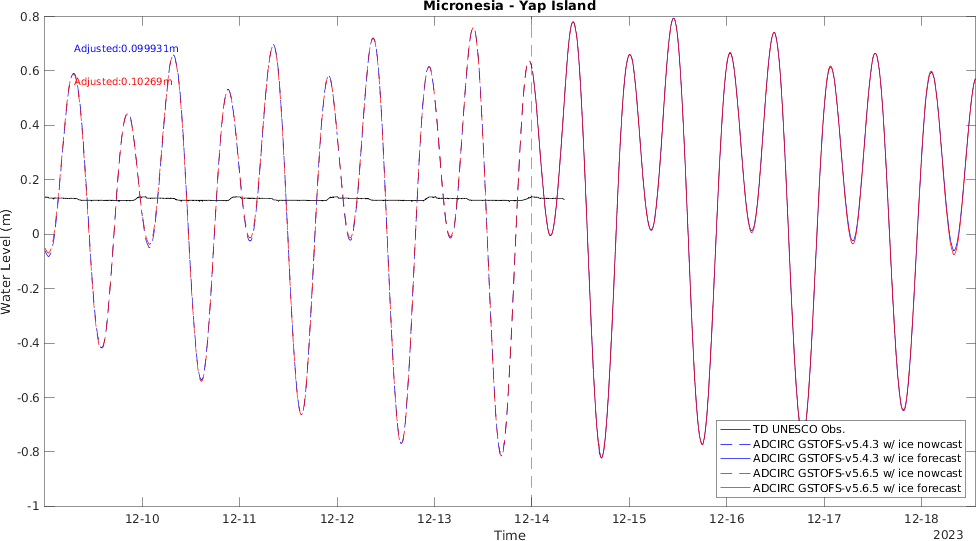 Micronesia - Yap Island
Adjusted:0.099931m
Adjusted:0.10269m
Water Level (m)
0.8
0.6
0.4
0.2
0
-0.2
-0.4
-0.6
-0.8
-1
TD UNESCO Obs.
ADCIRC GSTOFS-v5.4.3 w/ ice nowcast
ADCIRC GSTOFS-v5.4.3 w/ ice forecast
ADCIRC GSTOFS-v5.6.5 w/ ice nowcast
ADCIRC GSTOFS-v5.6.5 w/ ice forecast
12-10 12-11 12-12 12-13 12-14 12-15 12-16 12-17 12-18
Time
2023